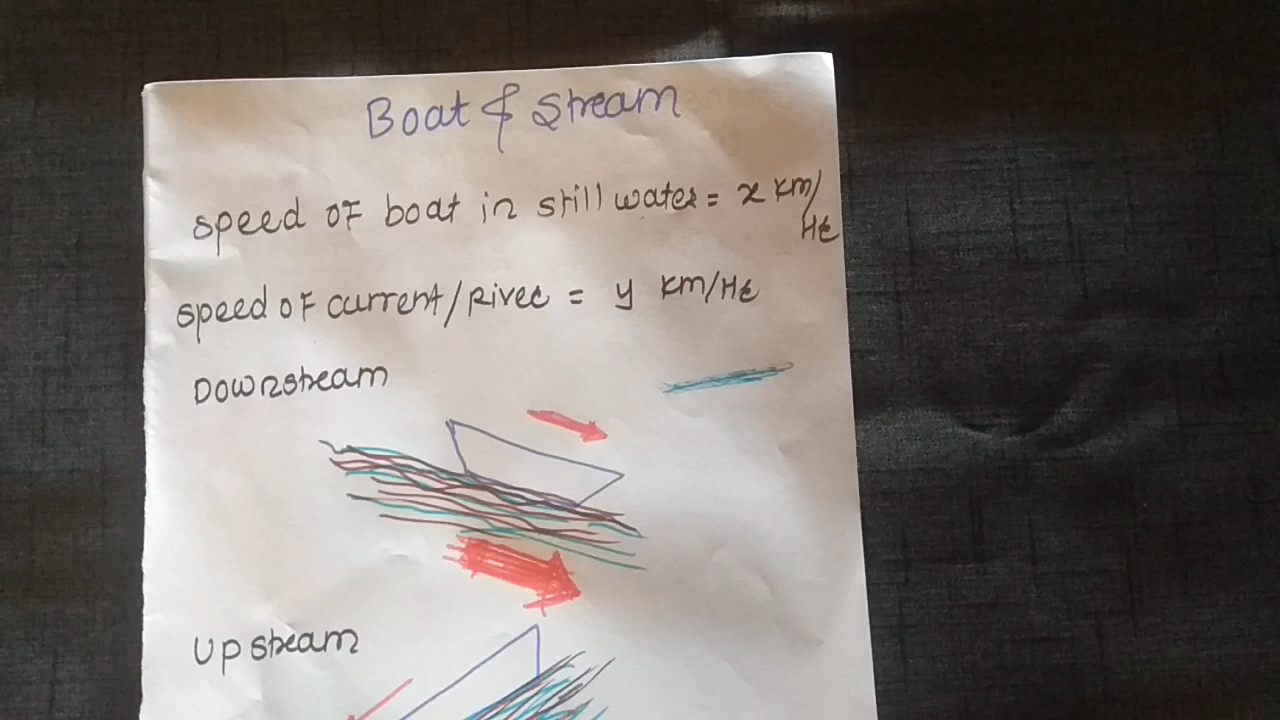 Boat & Stream
speed of boat in still water = x km/
Hr
speed of current/river = y km/Hr
Downstream
Upstream